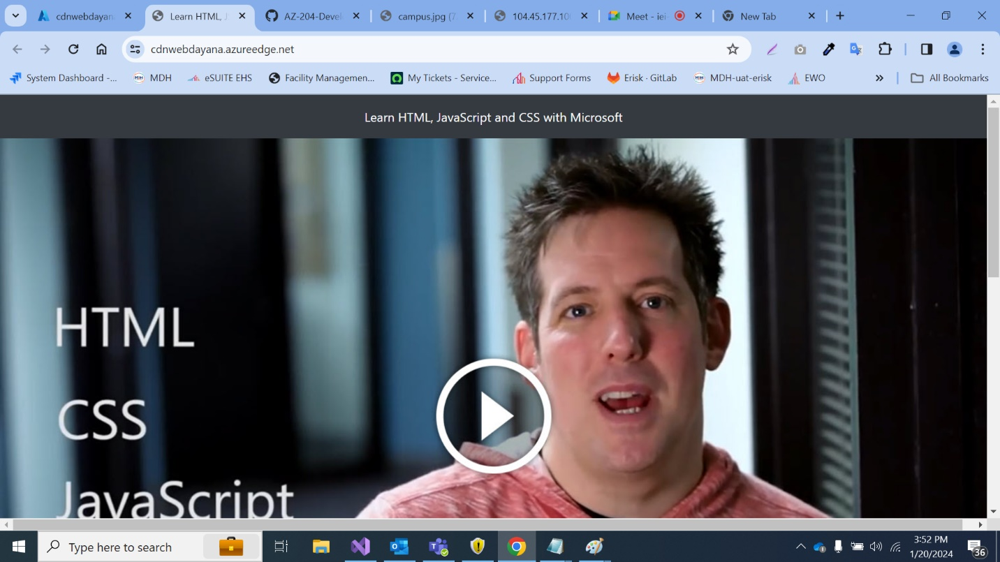 cdnwebdayana
Learn HTML, J
AZ-204-Devel
campus.jpg (7
104.45.177.10
Meet - iei-
New Tab
cdnwebdayana.azureedge.net
System Dashboard -...
MDH
eSUITE EHS
Facility Managemen...
My Tickets - Service...
Support Forms
Erisk · GitLab
MDH-uat-erisk
EWO
»
All Bookmarks
Learn HTML, JavaScript and CSS with Microsoft
HTML
CSS
JavaScript
Type here to search
3:52 PM
1/20/2024
36